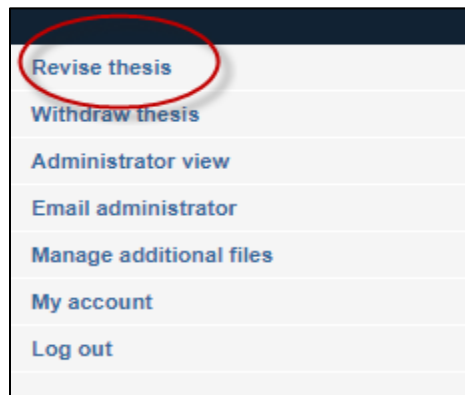 Revise thesis
Withdraw thesis
Administrator view
Email administrator
Manage additional files
My account
Log out